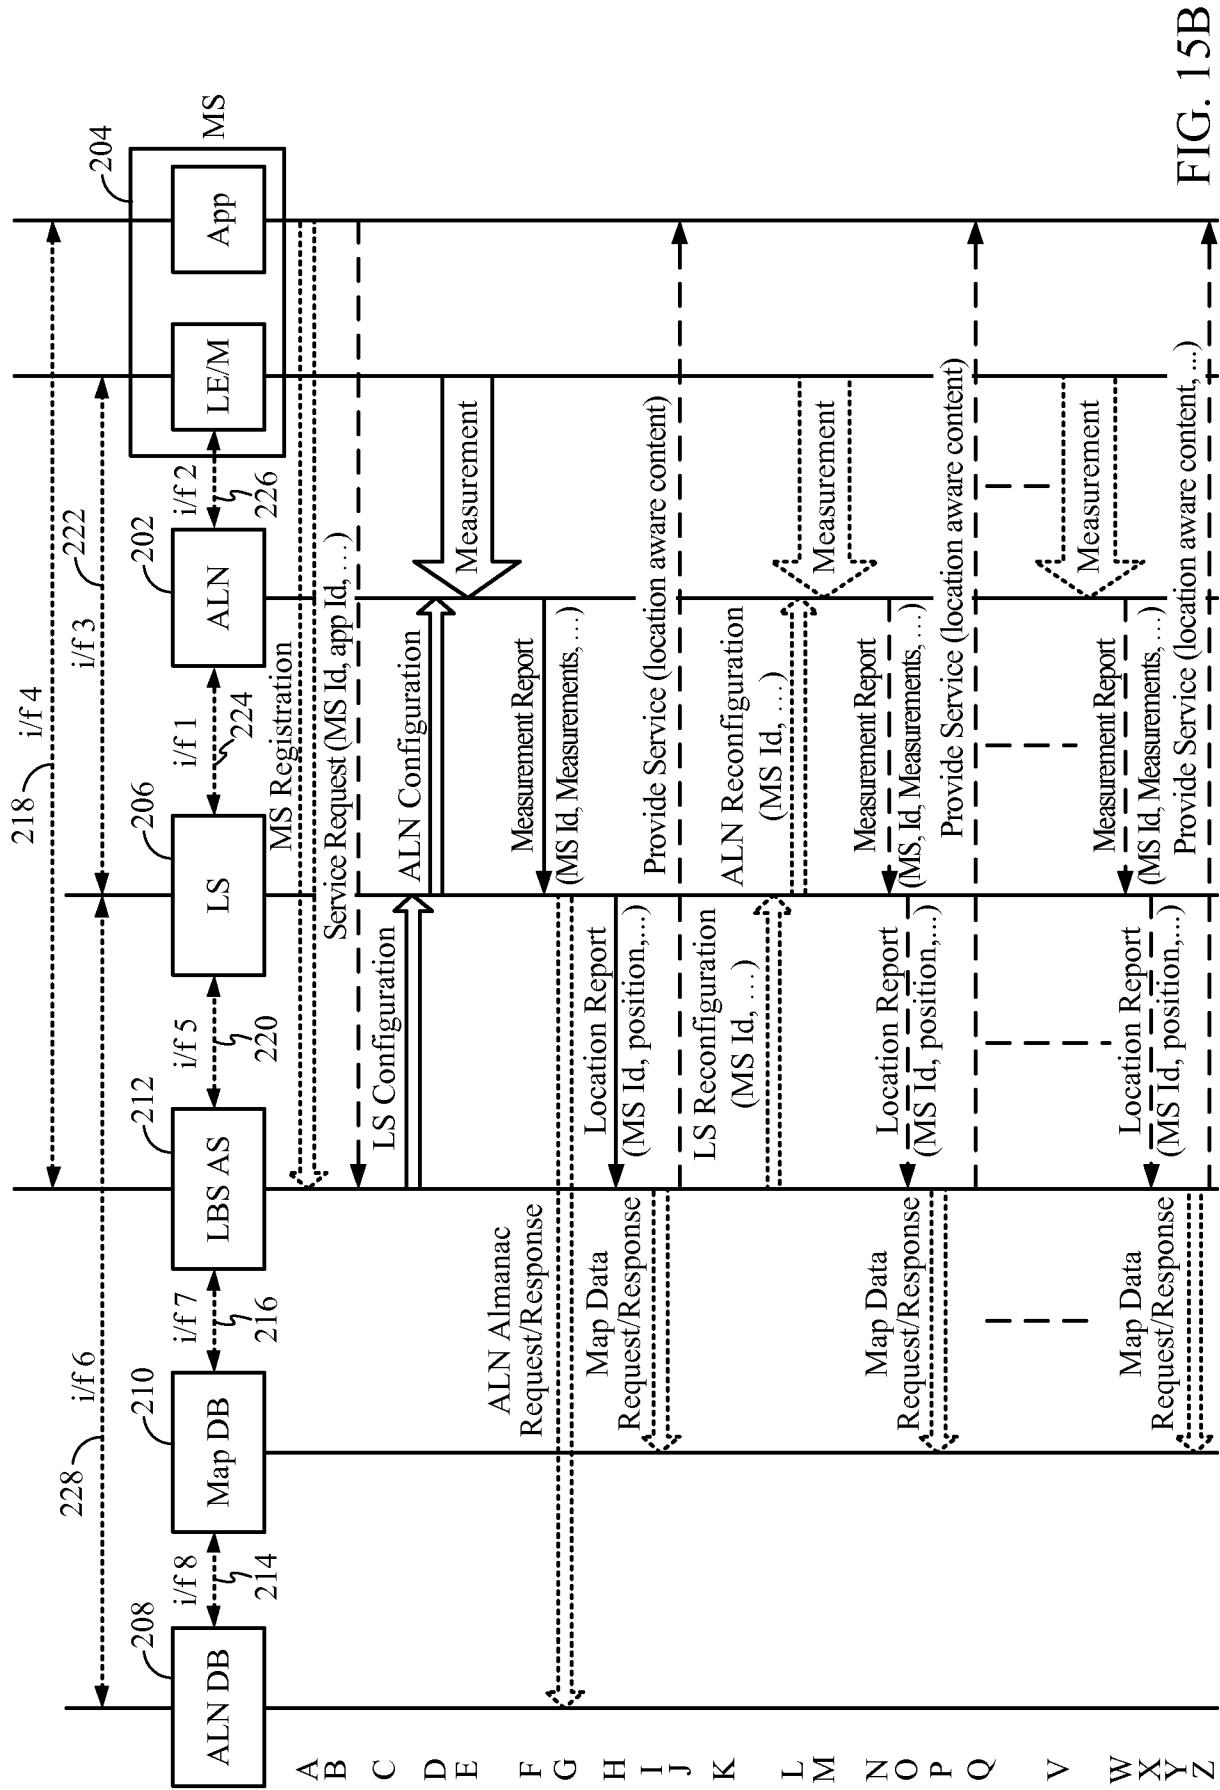 218
i/f 4
228
i/f 6
i/f 3
222
208
210
212
206
202
204
MS
ALN DB
i/f 8
214
Map DB
i/f 7
216
LBS AS
i/f 5
220
LS
i/f 1
224
ALN
i/f 2
226
LE/M
App
A
MS Registration
B
Service Request (MS Id, app Id, ...)
C
LS Configuration
D
ALN Configuration
E
Measurement
F
Measurement Report
(MS Id, Measurements, ...)
G
ALN Almanac
Request/Response
H
Location Report
(MS Id, position,...)
I
Map Data
Request/Response
J
Provide Service (location aware content)
K
LS Reconfiguration
(MS Id, ...)
L
ALN Reconfiguration
(MS Id, ...)
M
Measurement
N
Measurement Report
(MS, Id, Measurements, ...)
O
Location Report
(MS Id, position,...)
P
Map Data
Request/Response
Q
Provide Service (location aware content)
V
Measurement
W
Measurement Report
(MS Id, Measurements, ...)
X
Location Report
(MS Id, position,...)
Y
Map Data
Request/Response
Z
Provide Service (location aware content, ...)
FIG. 15B